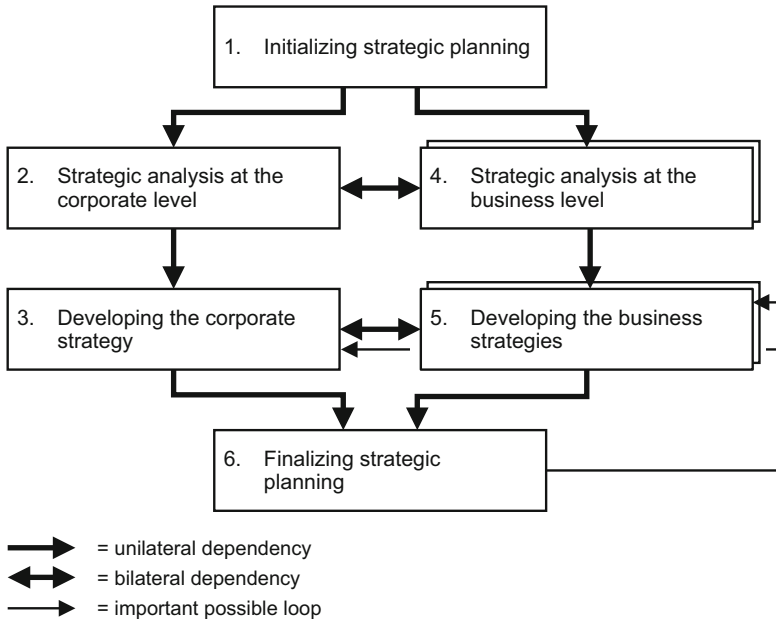 1. Initializing strategic planning
2. Strategic analysis at the
corporate level
4. Strategic analysis at the
business level
3. Developing the corporate
strategy
5. Developing the business
strategies
6. Finalizing strategic
planning
= unilateral dependency
= bilateral dependency
= important possible loop